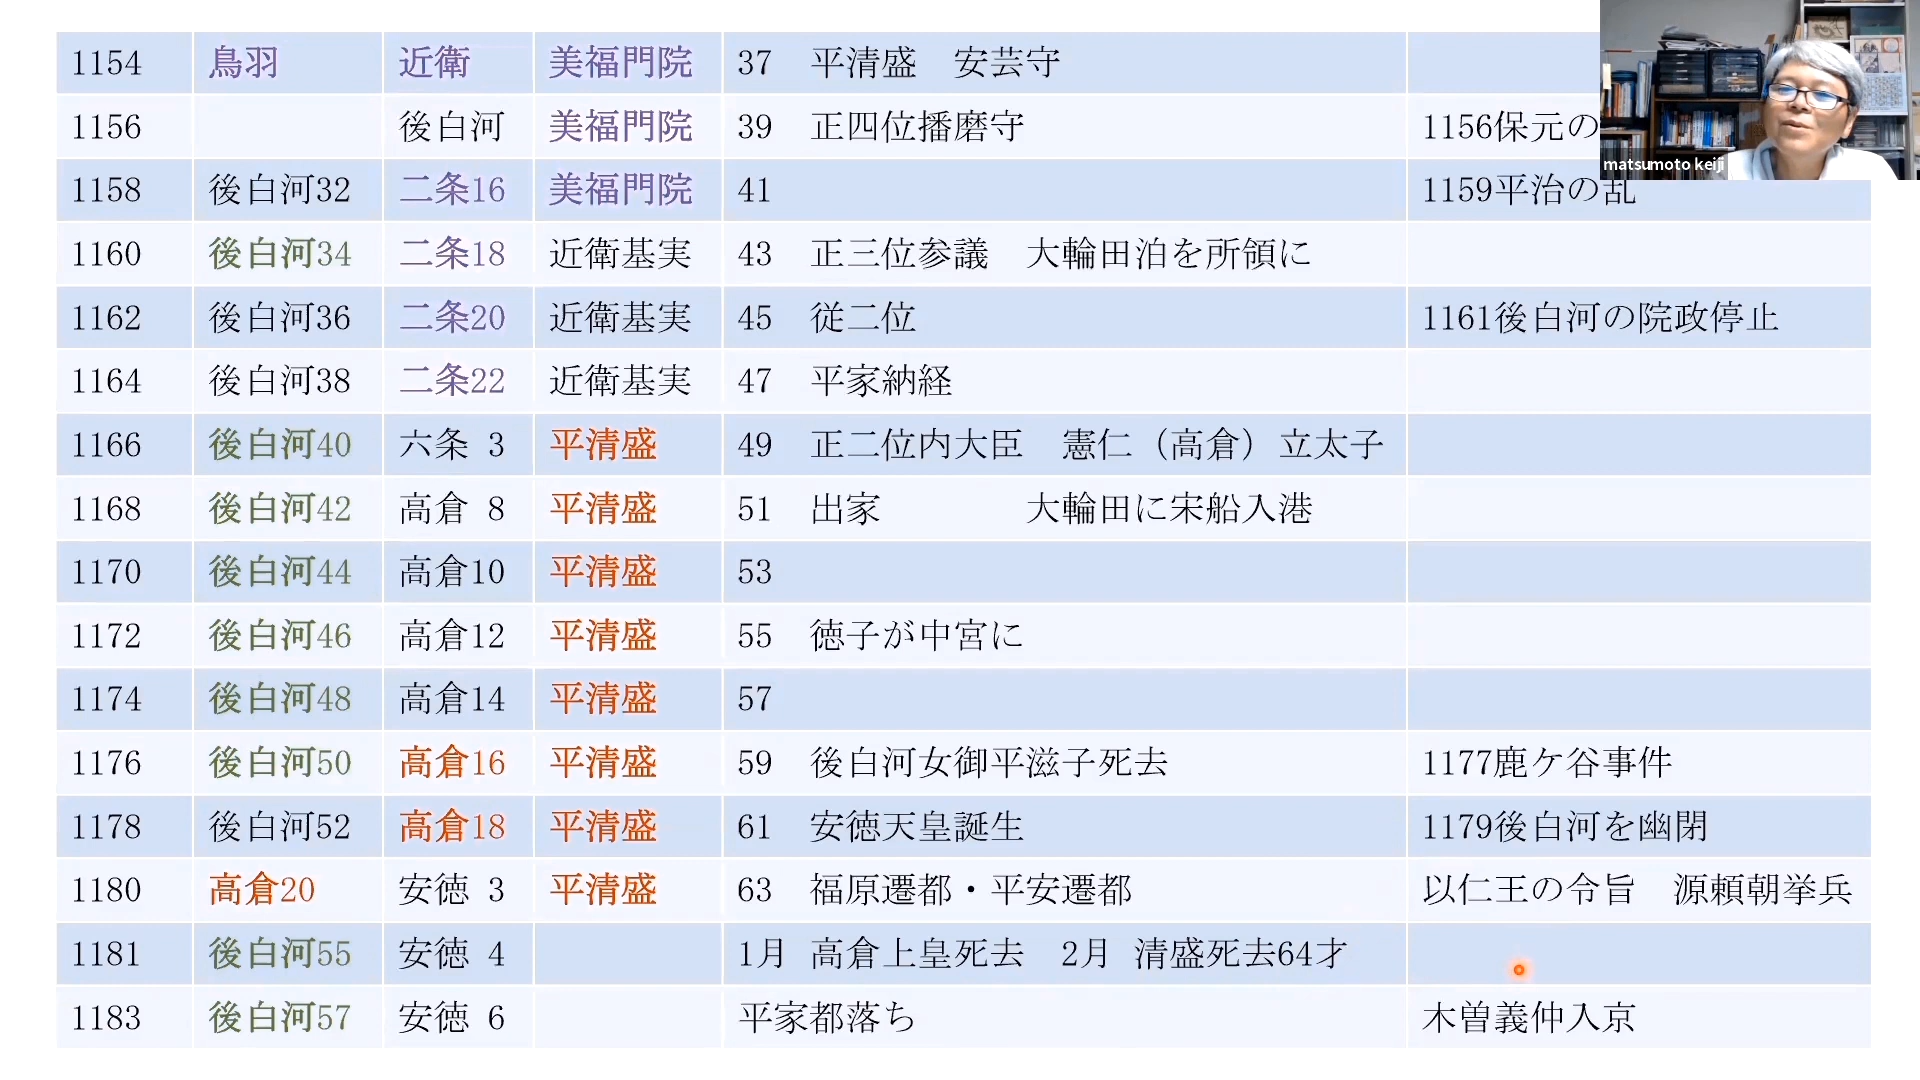 1154 鳥羽 近衛 美福門院 37 平清盛 安芸守
1156 後白河 美福門院 39 正四位播磨守 1156保元の
matsumoto keiji
1158 後白河32 二条16 美福門院 41 1159平治の乱
1160 後白河34 二条18 近衛基実 43 正三位参議 大輪田泊を所領に
1162 後白河36 二条20 近衛基実 45 従二位 1161後白河の院政停止
1164 後白河38 二条22 近衛基実 47 平家納経
1166 後白河40 六条 3 平清盛 49 正二位内大臣 憲仁（高倉）立太子
1168 後白河42 高倉 8 平清盛 51 出家 大輪田に宋船入港
1170 後白河44 高倉10 平清盛 53
1172 後白河46 高倉12 平清盛 55 徳子が中宮に
1174 後白河48 高倉14 平清盛 57
1176 後白河50 高倉16 平清盛 59 後白河女御平滋子死去 1177鹿ケ谷事件
1178 後白河52 高倉18 平清盛 61 安徳天皇誕生 1179後白河を幽閉
1180 高倉20 安徳 3 平清盛 63 福原遷都・平安遷都 以仁王の令旨 源頼朝挙兵
1181 後白河55 安徳 4 1月 高倉上皇死去 2月 清盛死去64才
1183 後白河57 安徳 6 平家都落ち 木曽義仲入京